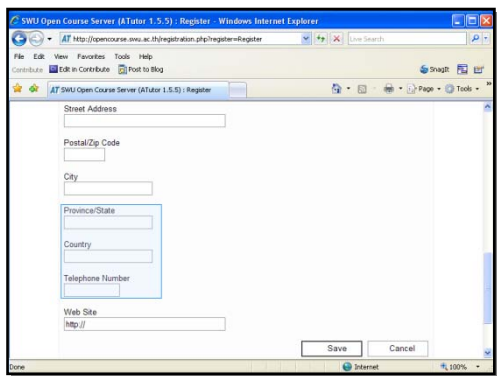 SWU Open Course Server (ATutor 1.5.5) : Register - Windows Internet Explorer
AT http://opencourse.swu.ac.th/registration.php?register=Register
Live Search
File Edit View Favorites Tools Help
Contribute Edit in Contribute Post to Blog
SnagIt
AT SWU Open Course Server (ATutor 1.5.5) : Register
Page Tools
Street Address
Postal/Zip Code
City
Province/State
Country
Telephone Number
Web Site
http://
Save Cancel
Done Internet 100%